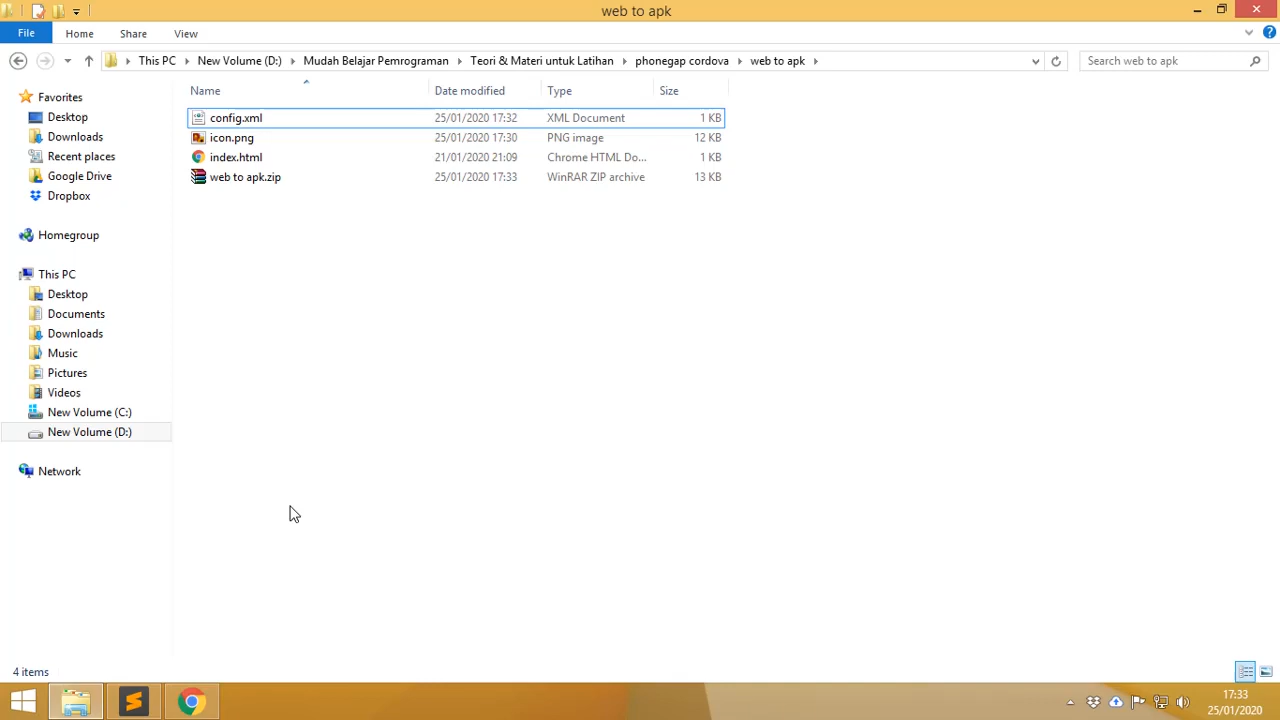 web to apk
File Home Share View
This PC New Volume (D:) Mudah Belajar Pemrograman Teori & Materi untuk Latihan phonegap cordova web to apk Search web to apk
Name Date modified Type Size
Favorites
Desktop
Downloads
Recent places
Google Drive
Dropbox
Homegroup
This PC
Desktop
Documents
Downloads
Music
Pictures
Videos
New Volume (C:)
New Volume (D:)
Network
config.xml 25/01/2020 17:32 XML Document 1 KB
icon.png 25/01/2020 17:30 PNG image 12 KB
index.html 21/01/2020 21:09 Chrome HTML Do... 1 KB
web to apk.zip 25/01/2020 17:33 WinRAR ZIP archive 13 KB
4 items
17:33
25/01/2020